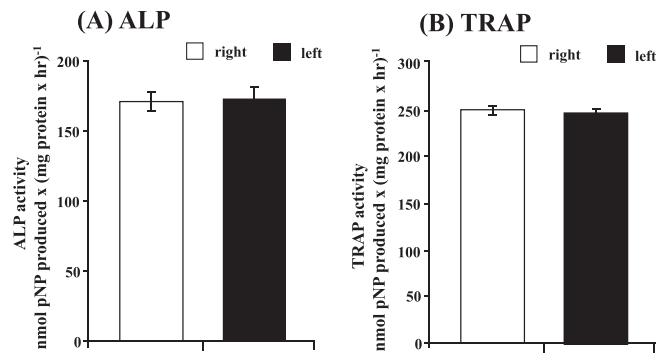 (A) ALP
right left
200
150
100
50
0
ALP activity
nmol pNP produced x (mg protein x hr)-1
(B) TRAP
right left
300
250
200
150
100
50
0
TRAP activity
nmol pNP produced x (mg protein x hr)-1